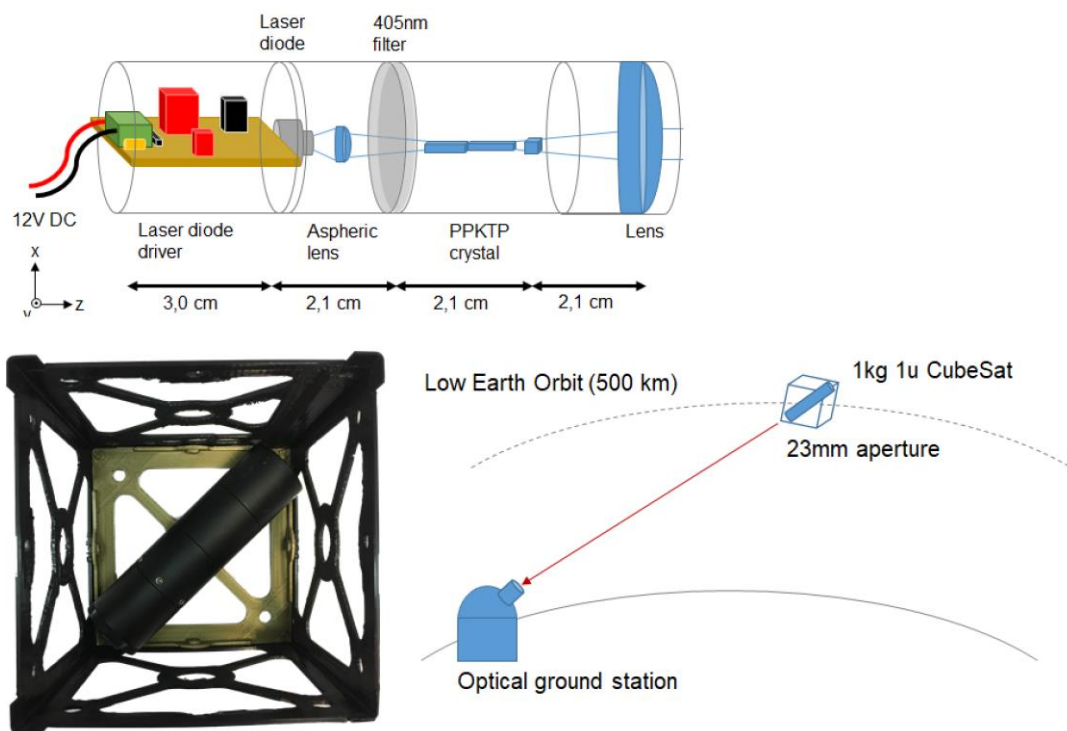 Laser
diode
405nm
filter
12V DC
Laser diode
driver
Aspheric
lens
PPKTP
crystal
Lens
X
Y
Z
3,0 cm
2,1 cm
2,1 cm
2,1 cm
Low Earth Orbit (500 km)
1kg 1u CubeSat
23mm aperture
Optical ground station